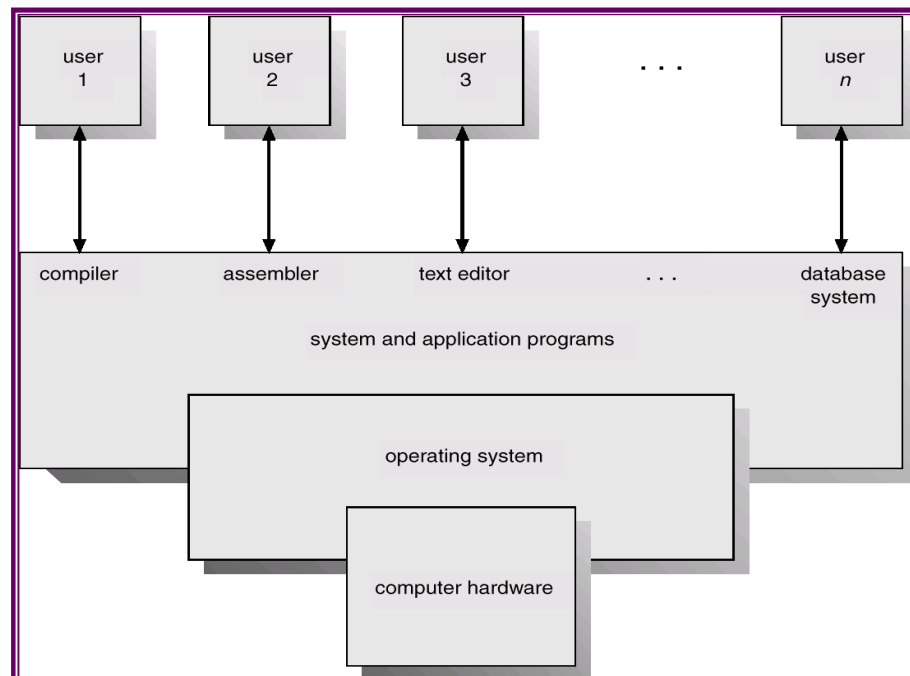 user
1
user
2
user
3
. . .
user
n
compiler
assembler
text editor
. . .
database
system
system and application programs
operating system
computer hardware